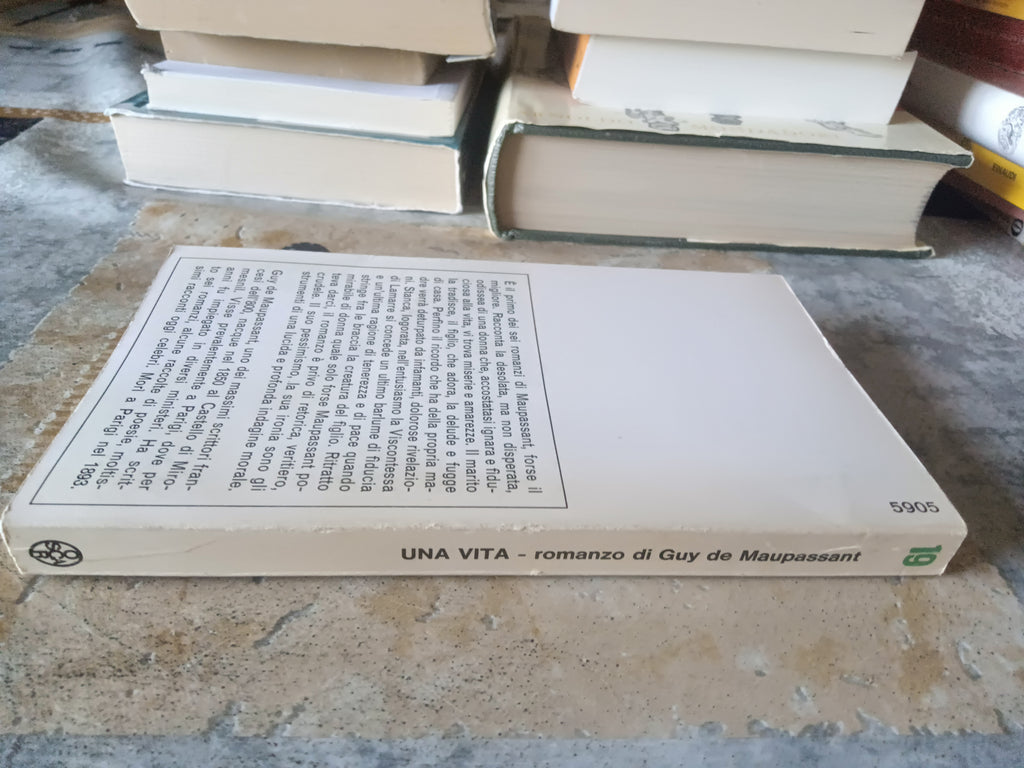 È il primo dei sei romanzi di Maupassant, forse il
migliore. Racconta la desolata, ma non disperata,
odissea di una donna che, accostatasi ignara e fidu-
ciosa alla vita, vi trova miserie e amarezze. Il marito
la tradisce, il figlio, che adora, la delude e fugge
di casa. Perfino il ricordo che ha della propria ma-
dre verrà deturpato da infamanti, dolorose rivelazio-
ni. Stanca, logorata, nell'entusiasmo la Viscontessa
di Lamarre si concede un ultimo barlume di fiducia
e un'ultima ragione di tenerezza e di pace quando
stringe fra le braccia la creatura del figlio. Ritratto
mirabile di donna quale solo forse Maupassant po-
teva darci, il romanzo è privo di retorica, veritiero,
crudele. Il suo pessimismo, la sua ironia sono gli
strumenti di una lucida e profonda indagine morale.
Guy de Maupassant, uno dei massimi scrittori fran-
cesi dell'800, nacque nel 1850 al Castello di Miro-
mesnil. Visse prevalentemente a Parigi, dove per
anni fu impiegato in diversi ministeri. Ha scrit-
to sei romanzi, alcune raccolte di poesie, moltis-
simi racconti oggi celebri. Morì a Parigi nel 1893.
5905
OSCAR
UNA VITA - romanzo di Guy de Maupassant
19
EINAUDI